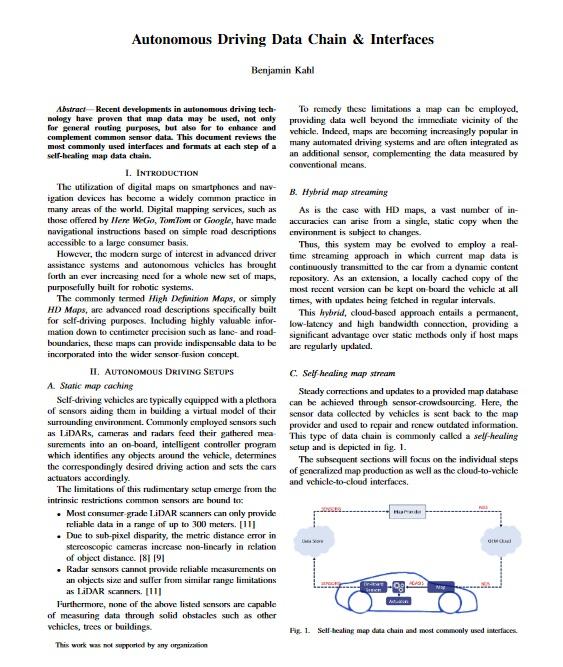 Autonomous Driving Data Chain & Interfaces
Benjamin Kahl
Abstract— Recent developments in autonomous driving tech-
nology have proven that map data may be used, not only
for general routing purposes, but also for to enhance and
complement common sensor data. This document reviews the
most commonly used interfaces and formats at each step of a
self-healing map data chain.
I. INTRODUCTION
The utilization of digital maps on smartphones and nav-
igation devices has become a widely common practice in
many areas of the world. Digital mapping services, such as
those offered by Here WeGo, TomTom or Google, have made
navigational instructions based on simple road descriptions
accessible to a large consumer basis.
However, the modern surge of interest in advanced driver
assistance systems and autonomous vehicles has brought
forth an ever increasing need for a whole new set of maps,
purposefully built for robotic systems.
The commonly termed High Definition Maps, or simply
HD Maps, are advanced road descriptions specifically built
for self-driving purposes. Including highly valuable infor-
mation down to centimeter precision such as lane- and road-
boundaries, these maps can provide indispensable data to be
incorporated into the wider sensor-fusion concept.
II. AUTONOMOUS DRIVING SETUPS
A. Static map caching
Self-driving vehicles are typically equipped with a plethora
of sensors aiding them in building a virtual model of their
surrounding environment. Commonly employed sensors such
as LiDARs, cameras and radars feed their gathered mea-
surements into an on-board, intelligent controller program
which identifies any objects around the vehicle, determines
the correspondingly desired driving action and sets the cars
actuators accordingly.
The limitations of this rudimentary setup emerge from the
intrinsic restrictions common sensors are bound to:
• Most consumer-grade LiDAR scanners can only provide
reliable data in a range of up to 300 meters. [11]
• Due to sub-pixel disparity, the metric distance error in
stereoscopic cameras increase non-linearly in relation
of object distance. [8] [9]
• Radar sensors cannot provide reliable measurements on
an objects size and suffer from similar range limitations
as LiDAR scanners. [11]
Furthermore, none of the above listed sensors are capable
of measuring data through solid obstacles such as other
vehicles, trees or buildings.
This work was not supported by any organization
To remedy these limitations a map can be employed,
providing data well beyond the immediate vicinity of the
vehicle. Indeed, maps are becoming increasingly popular in
many automated driving systems and are often integrated as
an additional sensor, complementing the data measured by
conventional means.
B. Hybrid map streaming
As is the case with HD maps, a vast number of in-
accuracies can arise from a single, static copy when the
environment is subject to changes.
Thus, this system may be evolved to employ a real-
time streaming approach in which current map data is
continuously transmitted to the car from a dynamic content
repository. As an extension, a locally cached copy of the
most recent version can be kept on-board the vehicle at all
times, with updates being fetched in regular intervals.
This hybrid, cloud-based approach entails a permanent,
low-latency and high bandwidth connection, providing a
significant advantage over static methods only if host maps
are regularly updated.
C. Self-healing map stream
Steady corrections and updates to a provided map database
can be achieved through sensor-crowdsourcing. Here, the
sensor data collected by vehicles is sent back to the map
provider and used to repair and renew outdated information.
This type of data chain is commonly called a self-healing
setup and is depicted in fig. 1.
The subsequent sections will focus on the individual steps
of generalized map production as well as the cloud-to-vehicle
and vehicle-to-cloud interfaces.
SENSORIS
Map Provider
NDS
Data Store
OEM Cloud
SENSORIS
On-Board
Sensors
ADASIS
Map
NDS
Actuators
Fig. 1. Self-healing map data chain and most commonly used interfaces.